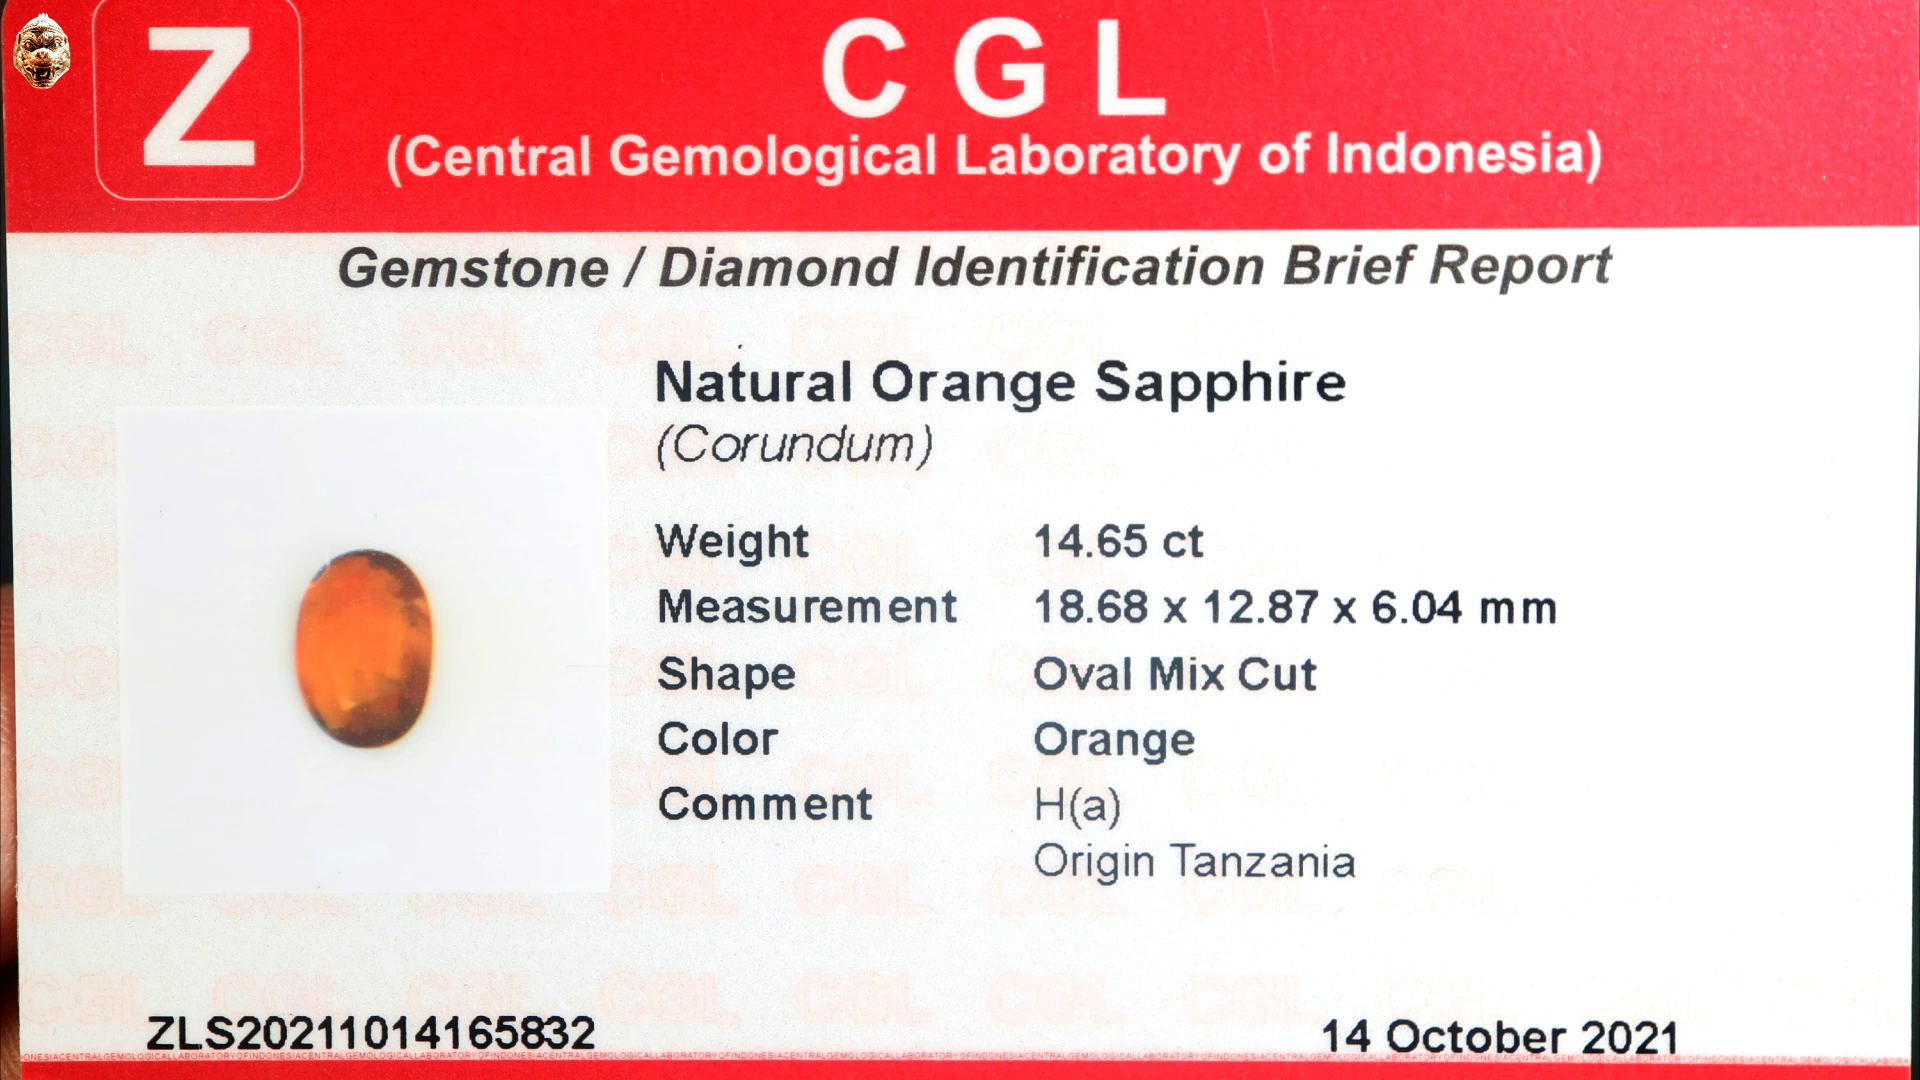 Z
C G L
(Central Gemological Laboratory of Indonesia)
Gemstone / Diamond Identification Brief Report
Natural Orange Sapphire
(Corundum)
Weight 14.65 ct
Measurement 18.68 x 12.87 x 6.04 mm
Shape Oval Mix Cut
Color Orange
Comment H(a)
Origin Tanzania
ZLS20211014165832 14 October 2021